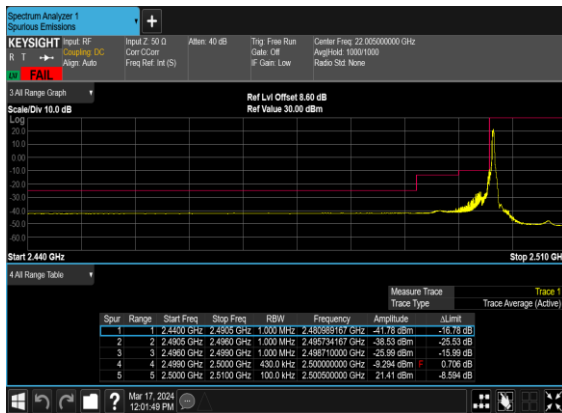 Spectrum Analyzer 1
Spurious Emissions
+
KEYSIGHT Input: RF Input Z: 50 Ω Atten: 40 dB Trig: Free Run Center Freq: 22.005000000 GHz
R T Coupling: DC Corr CCorr Gate: Off Avg|Hold: 1000/1000
Align: Auto Freq Ref: Int (S) IF Gain: Low Radio Std: None
FAIL
3 All Range Graph
Ref Lvl Offset 8.60 dB
Scale/Div 10.0 dB Ref Value 30.00 dBm
Log
20.0
10.0
0.00
-10.0
-20.0
-30.0
-40.0
-50.0
-60.0
Start 2.440 GHz Stop 2.510 GH
4 All Range Table
Measure Trace Trace 1
Trace Type Trace Average (Active)
Spur Range Start Freq Stop Freq RBW Frequency Amplitude ΔLimit
1 1 2.4400 GHz 2.4905 GHz 1.000 MHz 2.480989167 GHz -41.78 dBm -16.78 dB
2 2 2.4905 GHz 2.4960 GHz 1.000 MHz 2.495734167 GHz -38.53 dBm -25.53 dB
3 3 2.4960 GHz 2.4990 GHz 1.000 MHz 2.498710000 GHz -25.99 dBm -15.99 dB
4 4 2.4990 GHz 2.5000 GHz 430.0 kHz 2.500000000 GHz -9.294 dBm F 0.706 dB
5 5 2.5000 GHz 2.5100 GHz 100.0 kHz 2.500500000 GHz 21.41 dBm -8.594 dB
? Mar 17, 2024
12:01:49 PM